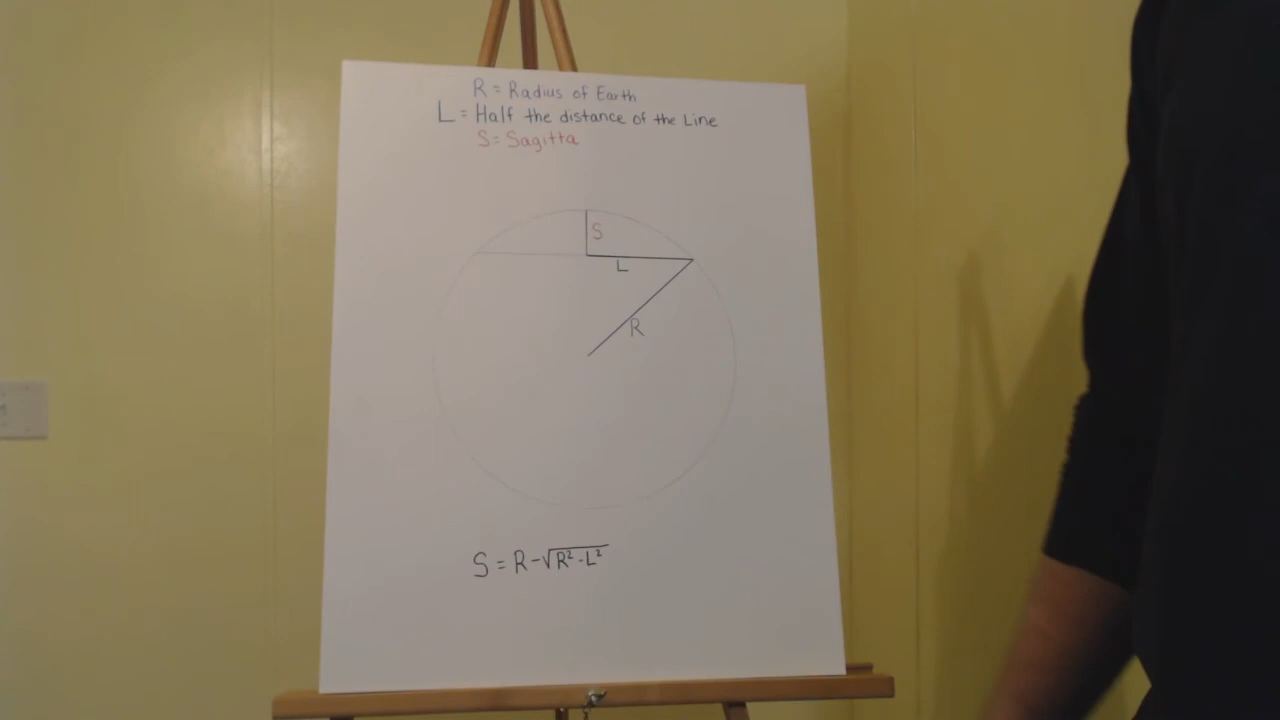 R = Radius of Earth
L = Half the distance of the Line
S = Sagitta
S
L
R
S = R - √R² - L²